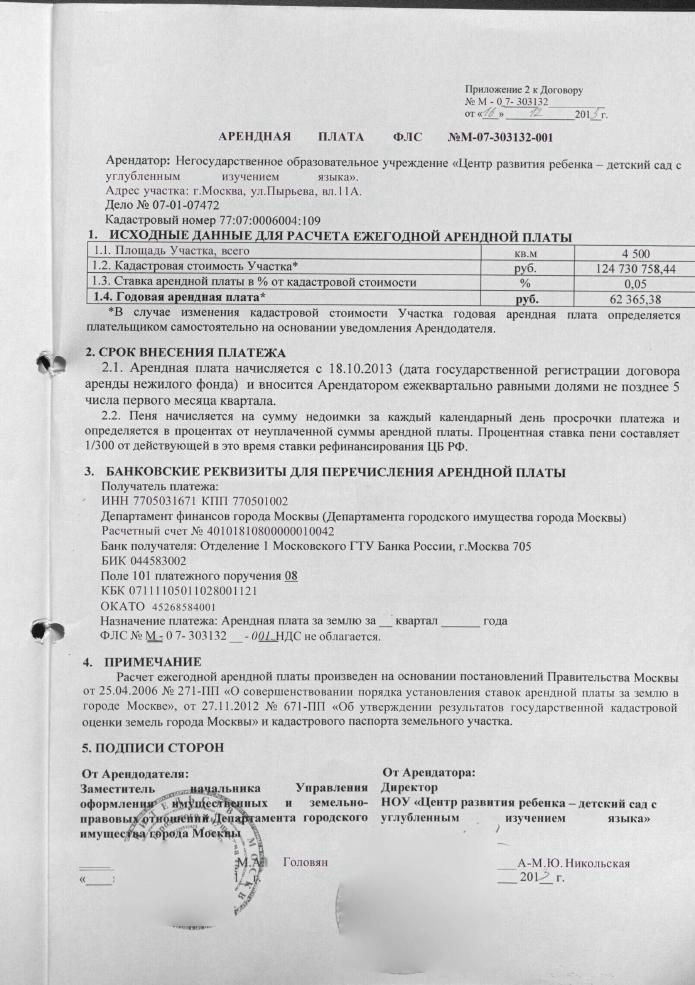 Приложение 2 к Договору
№ М - 0 7- 303132
от «16» 12 2013 г.
АРЕНДНАЯ ПЛАТА ФЛС №М-07-303132-001
Арендатор: Негосударственное образовательное учреждение «Центр развития ребенка – детский сад с
углубленным изучением языка».
Адрес участка: г.Москва, ул.Пырьева, вл.11А.
Дело № 07-01-07472
Кадастровый номер 77:07:0006004:109
1. ИСХОДНЫЕ ДАННЫЕ ДЛЯ РАСЧЕТА ЕЖЕГОДНОЙ АРЕНДНОЙ ПЛАТЫ
1.1. Площадь Участка, всего кв.м 4 500
1.2. Кадастровая стоимость Участка* руб. 124 730 758,44
1.3. Ставка арендной платы в % от кадастровой стоимости % 0,05
1.4. Годовая арендная плата* руб. 62 365,38
*В случае изменения кадастровой стоимости Участка годовая арендная плата определяется
плательщиком самостоятельно на основании уведомления Арендодателя.
2. СРОК ВНЕСЕНИЯ ПЛАТЕЖА
2.1. Арендная плата начисляется с 18.10.2013 (дата государственной регистрации договора
аренды нежилого фонда) и вносится Арендатором ежеквартально равными долями не позднее 5
числа первого месяца квартала.
2.2. Пеня начисляется на сумму недоимки за каждый календарный день просрочки платежа и
определяется в процентах от неуплаченной суммы арендной платы. Процентная ставка пени составляет
1/300 от действующей в это время ставки рефинансирования ЦБ РФ.
3. БАНКОВСКИЕ РЕКВИЗИТЫ ДЛЯ ПЕРЕЧИСЛЕНИЯ АРЕНДНОЙ ПЛАТЫ
Получатель платежа:
ИНН 7705031671 КПП 770501002
Департамент финансов города Москвы (Департамента городского имущества города Москвы)
Расчетный счет № 40101810800000010042
Банк получателя: Отделение 1 Московского ГТУ Банка России, г.Москва 705
БИК 044583002
Поле 101 платежного поручения 08
КБК 07111105011028001121
ОКАТО 45268584001
Назначение платежа: Арендная плата за землю за __ квартал ______ года
ФЛС № М - 0 7- 303132 __ - 001 НДС не облагается.
4. ПРИМЕЧАНИЕ
Расчет ежегодной арендной платы произведен на основании постановлений Правительства Москвы
от 25.04.2006 № 271-ПП «О совершенствовании порядка установления ставок арендной платы за землю в
городе Москве», от 27.11.2012 № 671-ПП «Об утверждении результатов государственной кадастровой
оценки земель города Москвы» и кадастрового паспорта земельного участка.
5. ПОДПИСИ СТОРОН
От Арендодателя:
Заместитель начальника Управления
оформления имущественных и земельно-
правовых отношений Департамента городского
имущества города Москвы
М.А. Головян
От Арендатора:
Директор
НОУ «Центр развития ребенка – детский сад с
углубленным изучением языка»
А-М.Ю. Никольская
201 г.